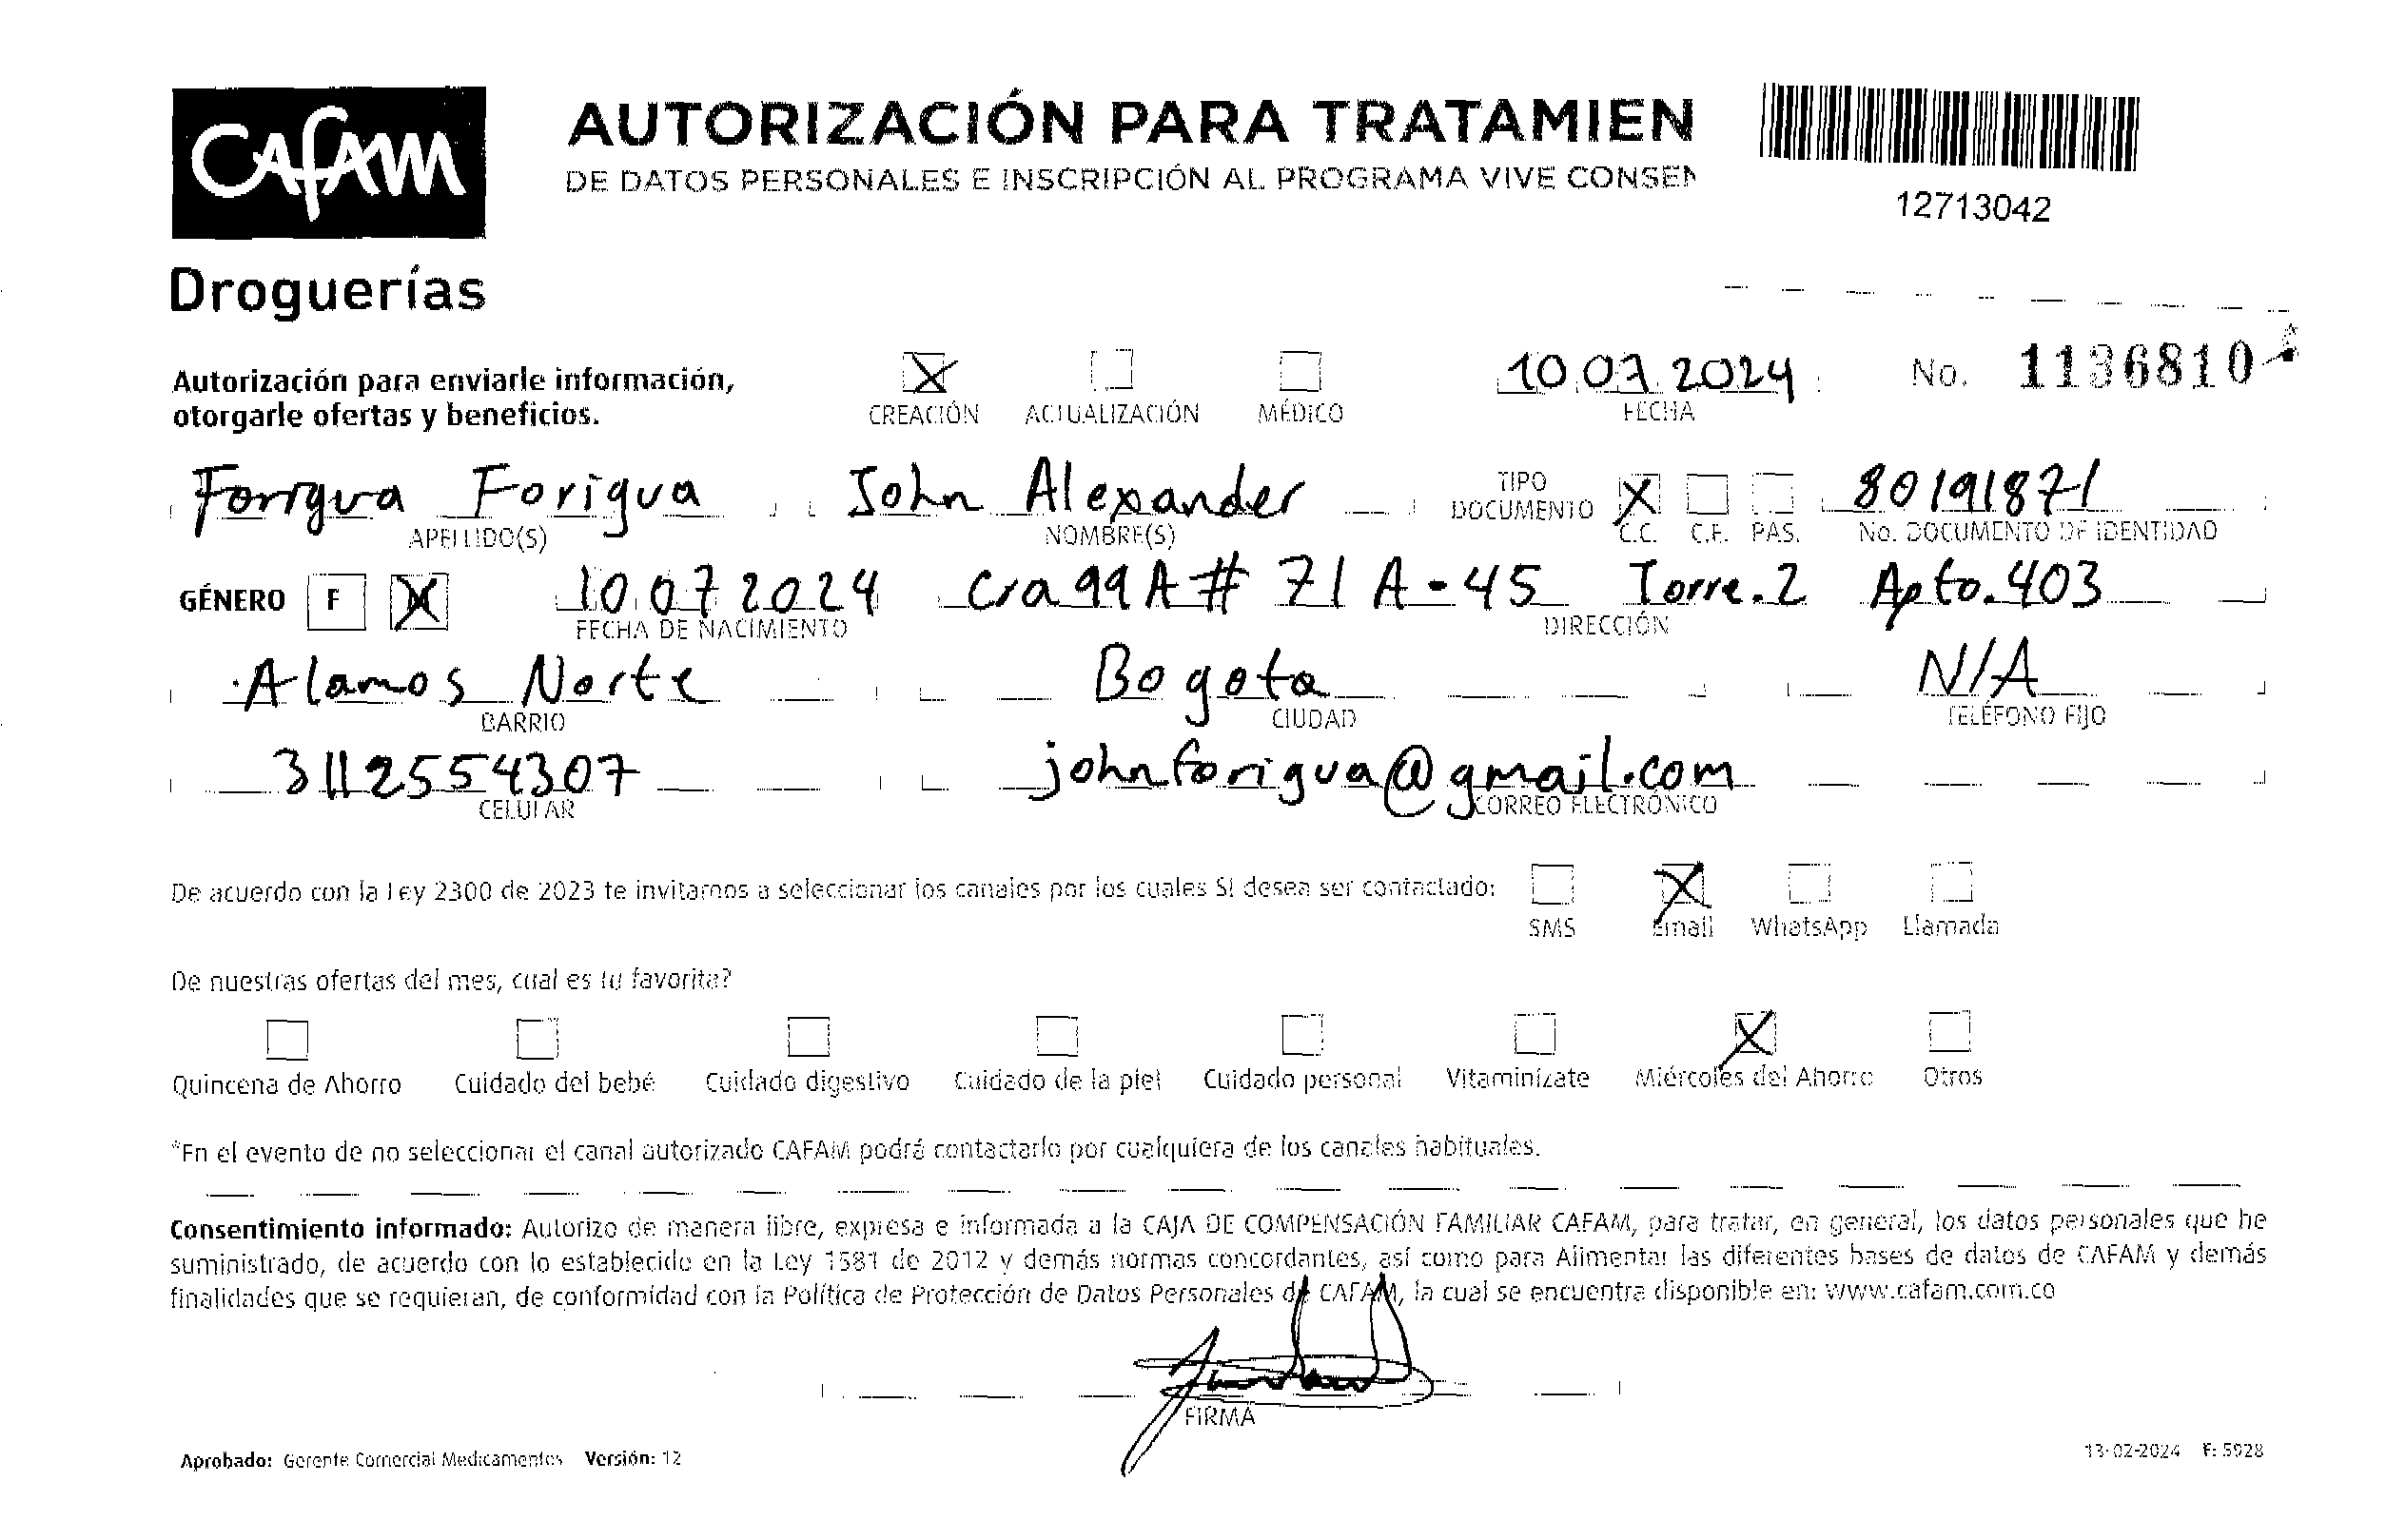 CAFAM
Droguerías
AUTORIZACIÓN PARA TRATAMIEN
DE DATOS PERSONALES E INSCRIPCIÓN AL PROGRAMA VIVE CONSEN
12713042
Autorización para enviarle información,
otorgarle ofertas y beneficios.
X CREACIÓN ACTUALIZACIÓN MÉDICO
10 07 2024
FECHA
No. 1136810
Forigua Forigua John Alexander TIPO DOCUMENTO X 80191871
APELLIDO(S) NOMBRE(S) C.C. C.E. PAS. No. DOCUMENTO DE IDENTIDAD
GÉNERO F X 10 07 2024 Cra 99A # 71 A-45 Torre.2 Apto.403
FECHA DE NACIMIENTO DIRECCIÓN
Alamos Norte Bogota N/A
BARRIO CIUDAD TELÉFONO FIJO
3112554307 johnforigua@gmail.com
CELULAR CORREO ELECTRÓNICO
De acuerdo con la Ley 2300 de 2023 te invitamos a seleccionar los canales por los cuales SI desea ser contactado:
SMS X Email WhatsApp Llamada
De nuestras ofertas del mes, cual es tu favorita?
Quincena de Ahorro Cuidado del bebé Cuidado digestivo Cuidado de la piel Cuidado personal Vitaminízate X Miércoles del Ahorro Otros
*En el evento de no seleccionar el canal autorizado CAFAM podrá contactarlo por cualquiera de los canales habituales.
Consentimiento informado: Autorizo de manera libre, expresa e informada a la CAJA DE COMPENSACIÓN FAMILIAR CAFAM, para tratar, en general, los datos personales que he
suministrado, de acuerdo con lo establecido en la Ley 1581 de 2012 y demás normas concordantes, así como para Alimentar las diferentes bases de datos de CAFAM y demás
finalidades que se requieran, de conformidad con la Política de Protección de Datos Personales de CAFAM, la cual se encuentra disponible en: www.cafam.com.co
FIRMA
Aprobado: Gerente Comercial Medicamentos Versión: 12
13-02-2024 F: 5928